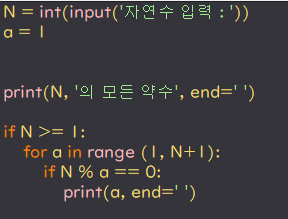 N = int(input('자연수 입력 : '))
a = 1
print(N, '의 모든 약수', end=' ')
if N >= 1:
for a in range (1, N+1):
if N % a == 0:
print(a, end=' ')